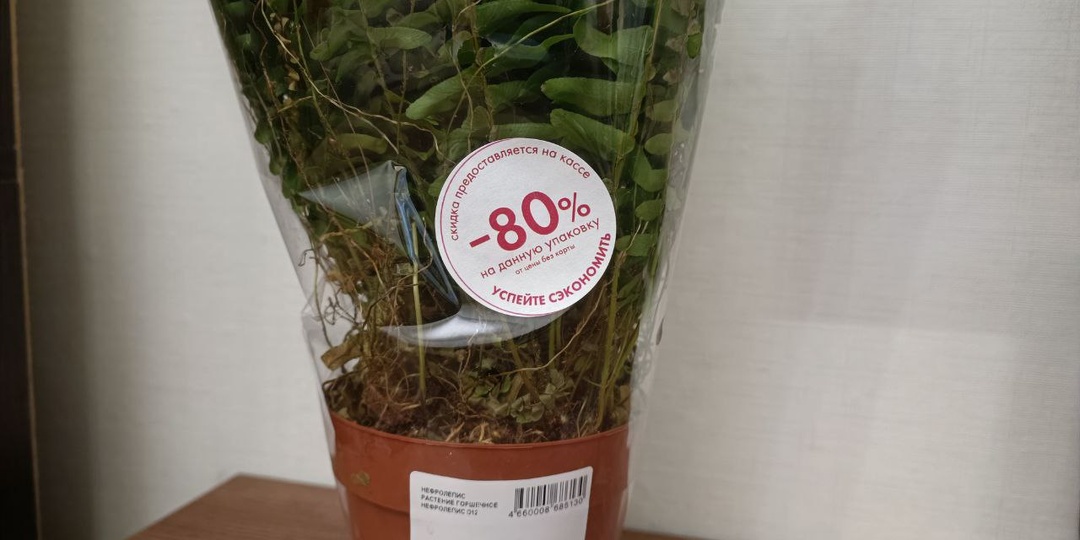 скидка предоставляется на кассе
-80%
на данную упаковку
от цены без карты
УСПЕЙТЕ СЭКОНОМИТЬ
НЕФРОЛЕПИС
РАСТЕНИЕ ГОРШЕЧНОЕ
НЕФРОЛЕПИС D12
4 660008 685130